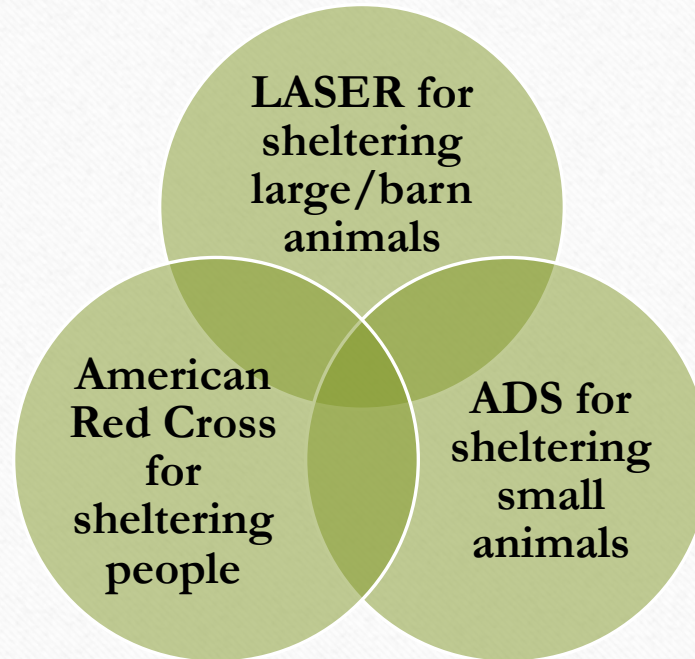 LASER for
sheltering
large/barn
animals
American
Red Cross
for
sheltering
people
ADS for
sheltering
small
animals